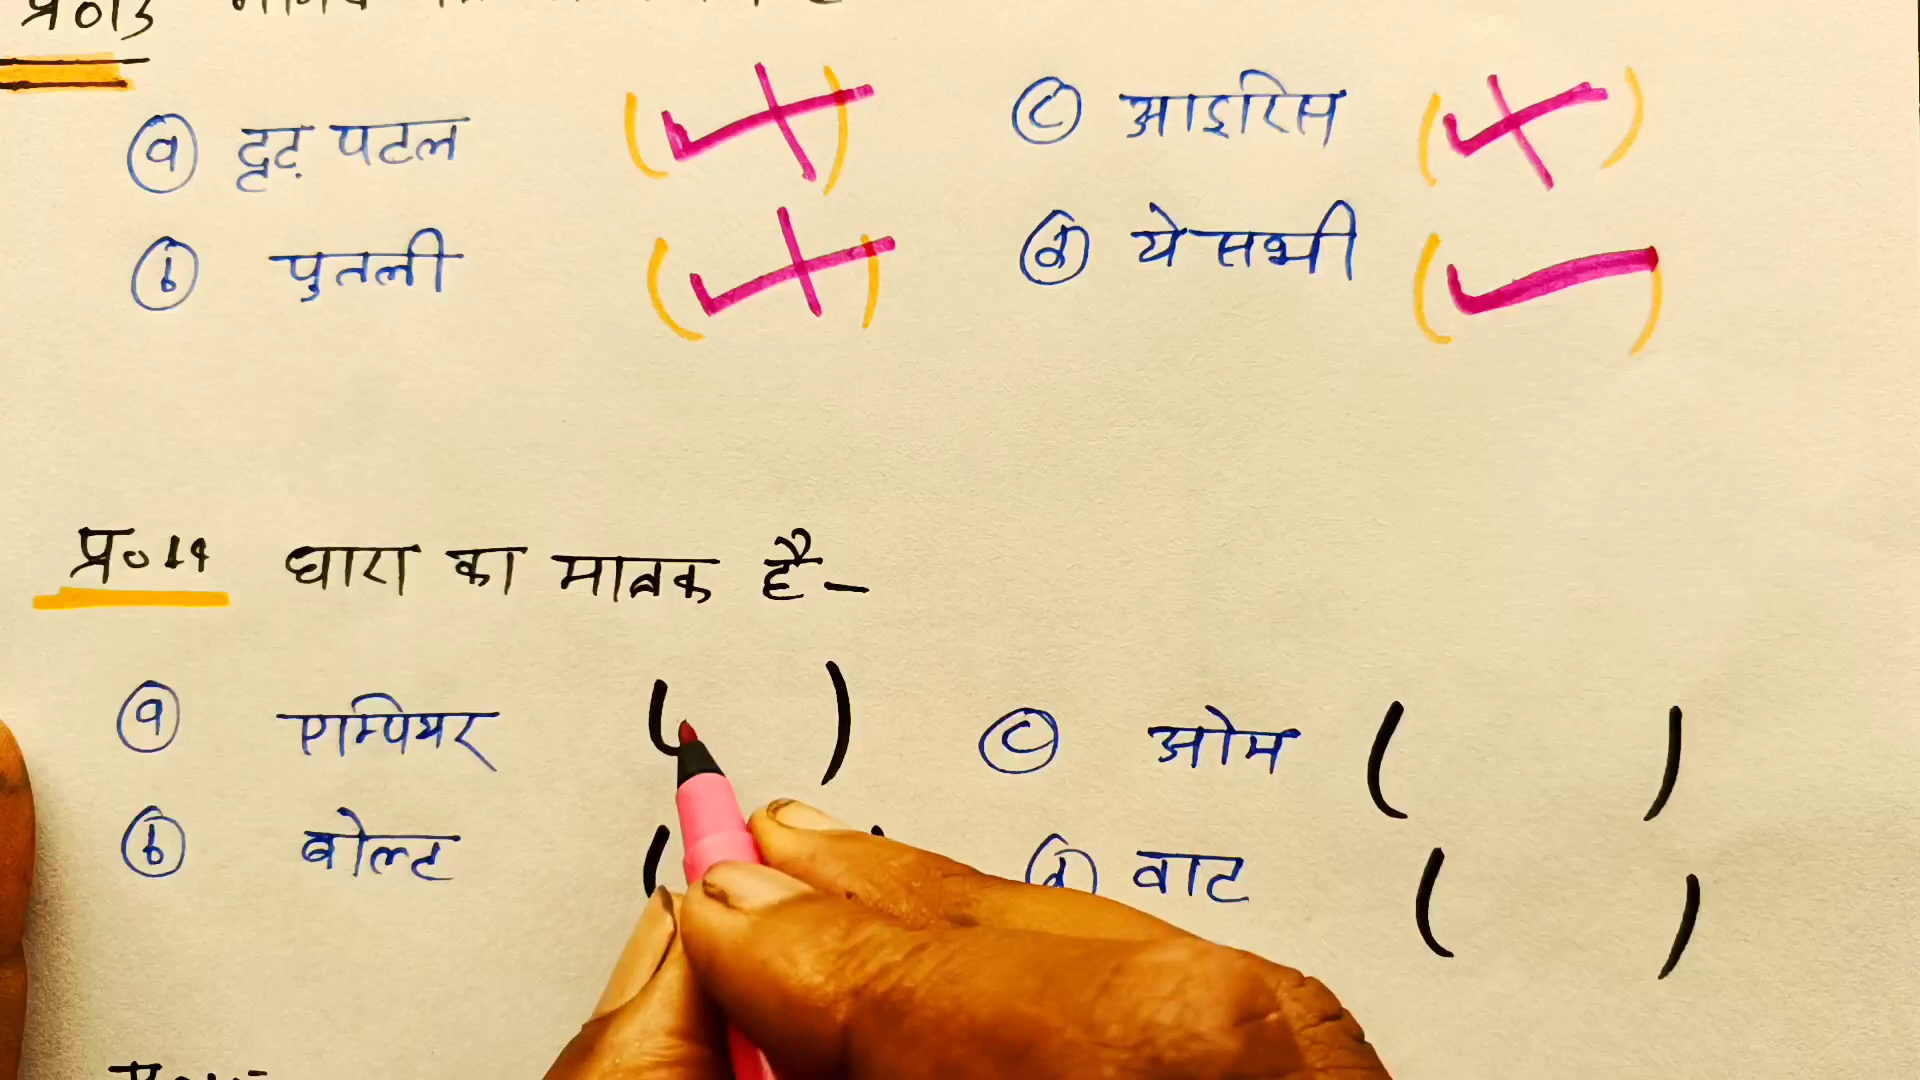 प्र०13
(a) दृढ़ पटल ( ) (c) आइरिस ( )
(b) पुतली ( ) (d) ये सभी ( )
प्र०14 धारा का मात्रक है-
(a) एम्पियर ( ) (c) ओम ( )
(b) वोल्ट ( (d) वाट ( )